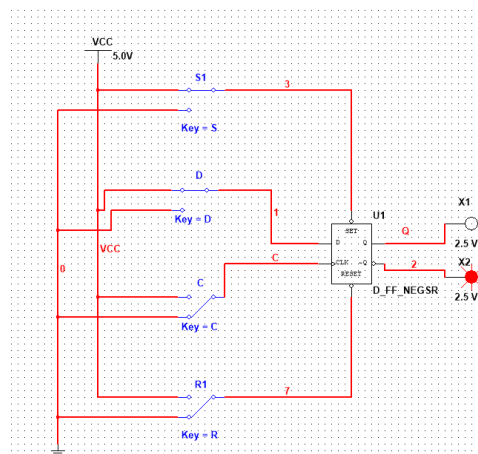 VCC
5.0V
S1
3
Key = S
D
Key = D
1
VCC
0
C
C
Key = C
R1
7
Key = R
U1
SET
D Q
CLK ~Q
RESET
D_FF_NEGSR
Q
2
X1
2.5 V
X2
2.5 V